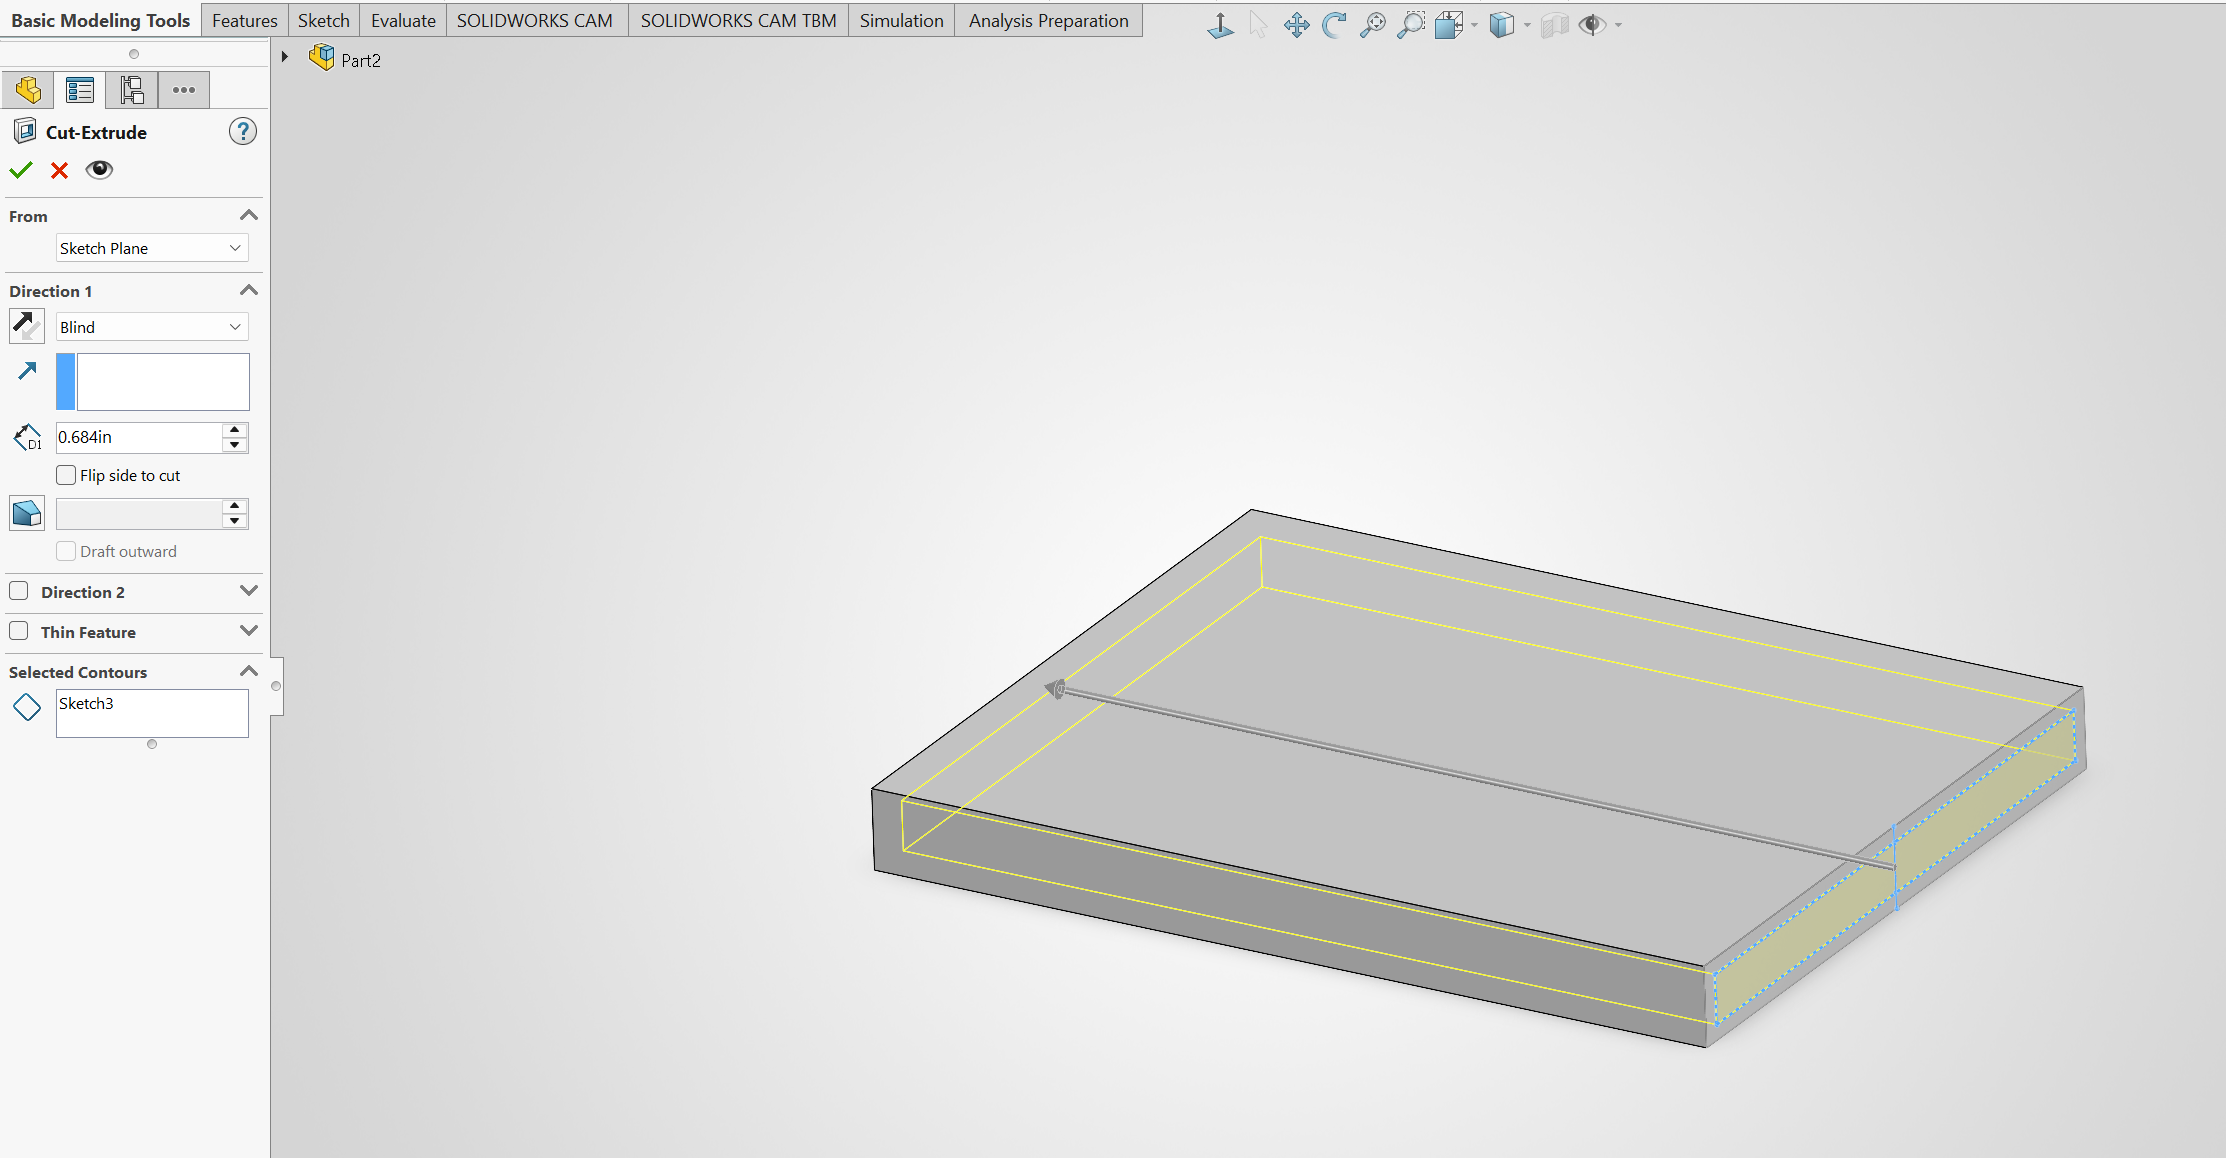 Basic Modeling Tools Features Sketch Evaluate SOLIDWORKS CAM SOLIDWORKS CAM TBM Simulation Analysis Preparation
Part2
Cut-Extrude ?
From
Sketch Plane
Direction 1
Blind
D1 0.684in
Flip side to cut
Draft outward
Direction 2
Thin Feature
Selected Contours
Sketch3